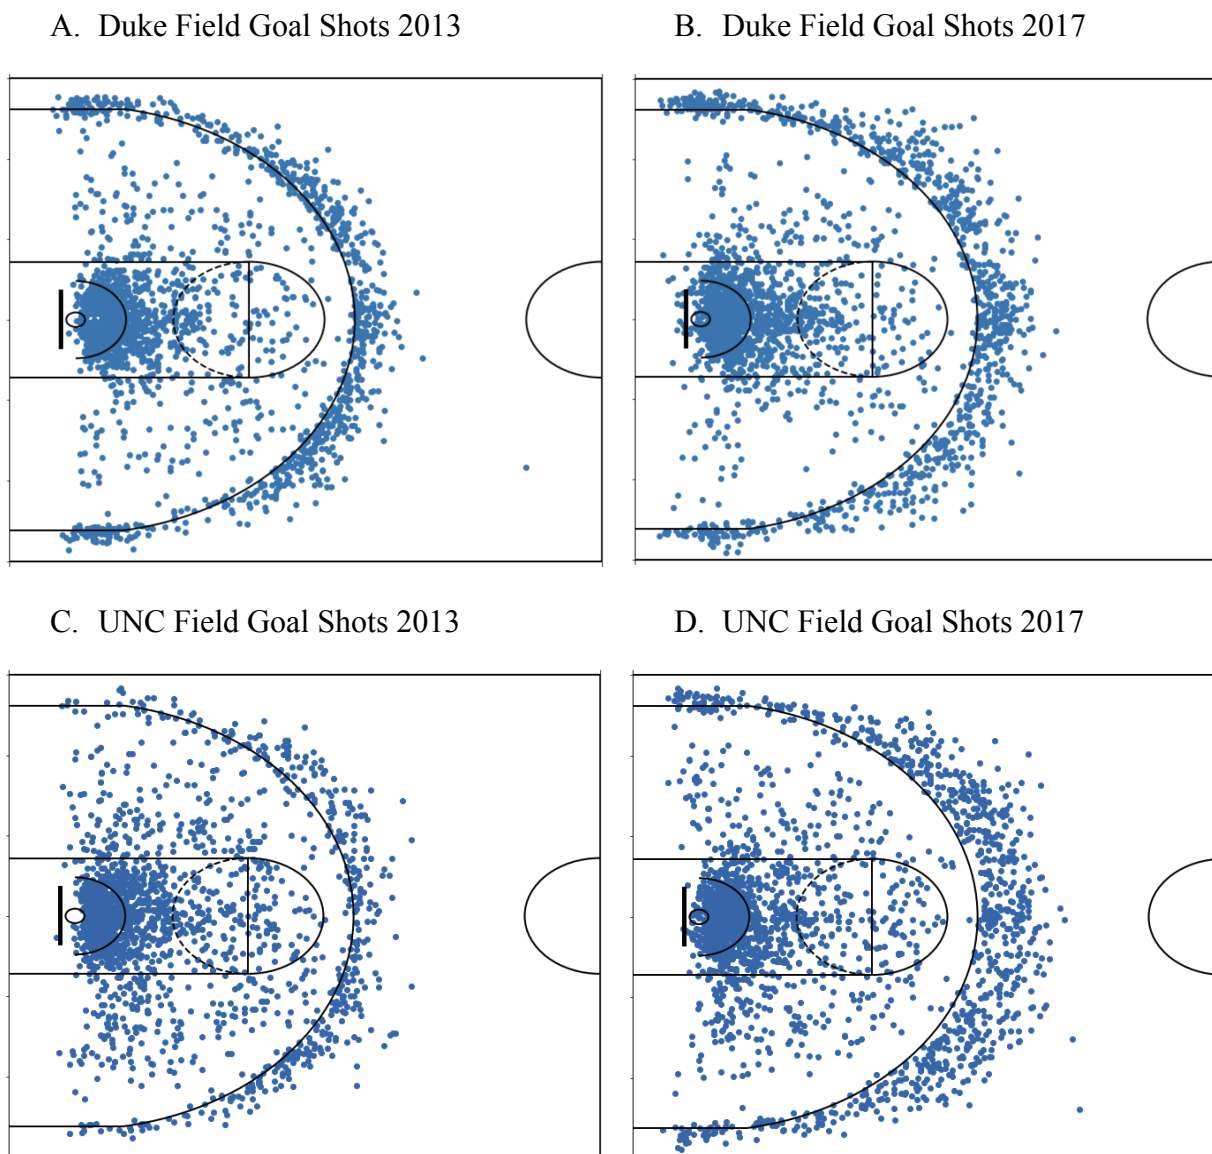 A. Duke Field Goal Shots 2013
B. Duke Field Goal Shots 2017
C. UNC Field Goal Shots 2013
D. UNC Field Goal Shots 2017